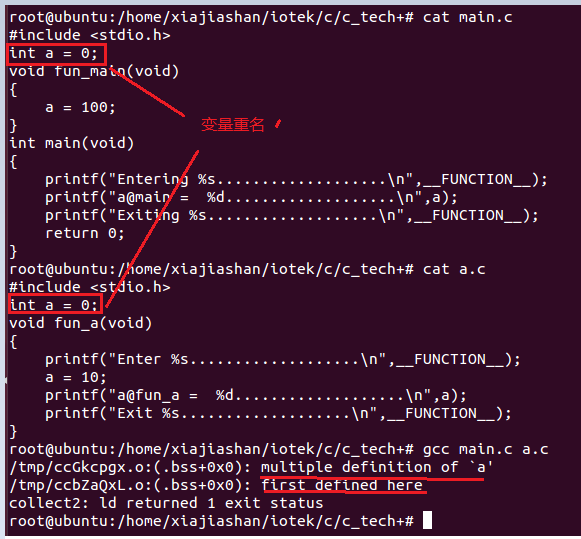 root@ubuntu:/home/xiajiashan/iotek/c/c_tech+# cat main.c
#include <stdio.h>
int a = 0;
void fun_main(void)
{
    a = 100;
}
变量重名
int main(void)
{
    printf("Entering %s.....................\n",__FUNCTION__);
    printf("a@main =  %d.....................\n",a);
    printf("Exiting %s.....................\n",__FUNCTION__);
    return 0;
}
root@ubuntu:/home/xiajiashan/iotek/c/c_tech+# cat a.c
#include <stdio.h>
int a = 0;
void fun_a(void)
{
    printf("Enter %s.....................\n",__FUNCTION__);
    a = 10;
    printf("a@fun_a =  %d.....................\n",a);
    printf("Exit %s.....................\n",__FUNCTION__);
}
root@ubuntu:/home/xiajiashan/iotek/c/c_tech+# gcc main.c a.c
/tmp/ccGkcpgx.o:(.bss+0x0): multiple definition of `a'
/tmp/ccbZaQxL.o:(.bss+0x0): first defined here
collect2: ld returned 1 exit status
root@ubuntu:/home/xiajiashan/iotek/c/c_tech+#